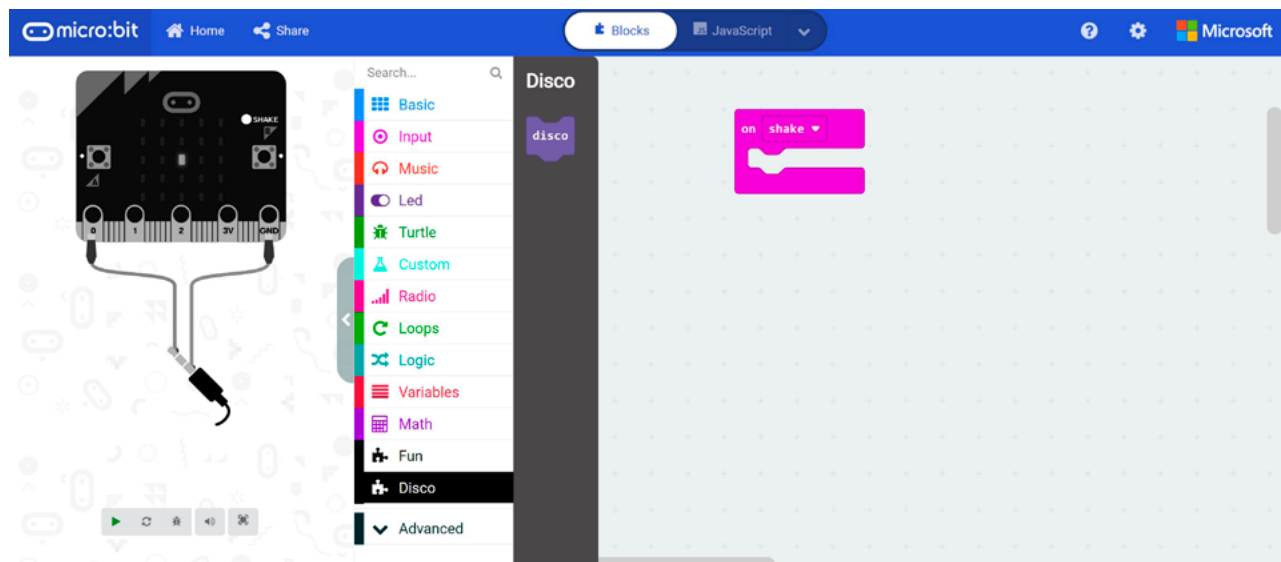 micro:bit Home Share Blocks JavaScript Microsoft
SHAKE
0 1 2 3V GND
Search...
Basic
Input
Music
Led
Turtle
Custom
Radio
Loops
Logic
Variables
Math
Fun
Disco
Advanced
Disco
disco
on shake